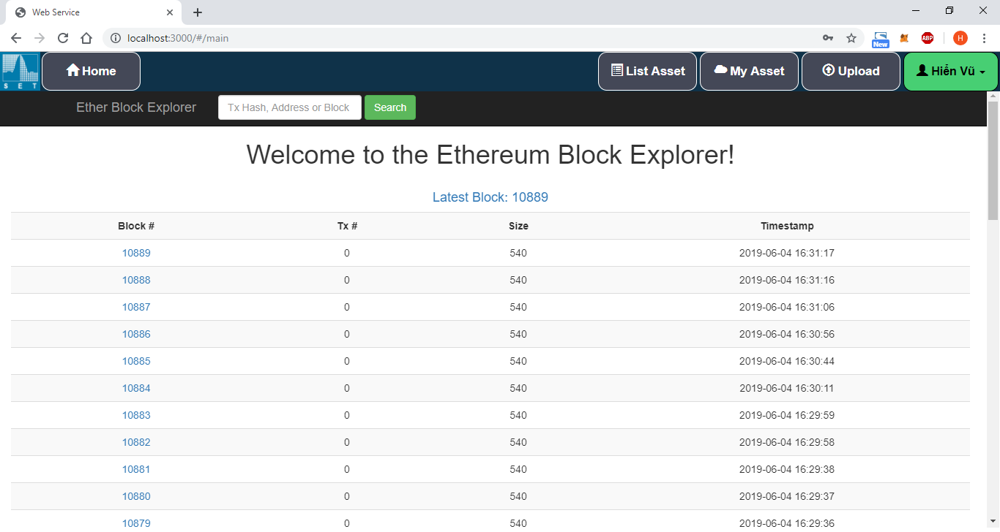 Web Service
localhost:3000/#/main
New
ABP
H
S E T
Home
List Asset
My Asset
Upload
Hiển Vũ
Ether Block Explorer
Tx Hash, Address or Block
Search
Welcome to the Ethereum Block Explorer!
Latest Block: 10889
Block # Tx # Size Timestamp
10889 0 540 2019-06-04 16:31:17
10888 0 540 2019-06-04 16:31:16
10887 0 540 2019-06-04 16:31:06
10886 0 540 2019-06-04 16:30:56
10885 0 540 2019-06-04 16:30:44
10884 0 540 2019-06-04 16:30:11
10883 0 540 2019-06-04 16:29:59
10882 0 540 2019-06-04 16:29:58
10881 0 540 2019-06-04 16:29:38
10880 0 540 2019-06-04 16:29:37
10879 0 540 2019-06-04 16:29:36